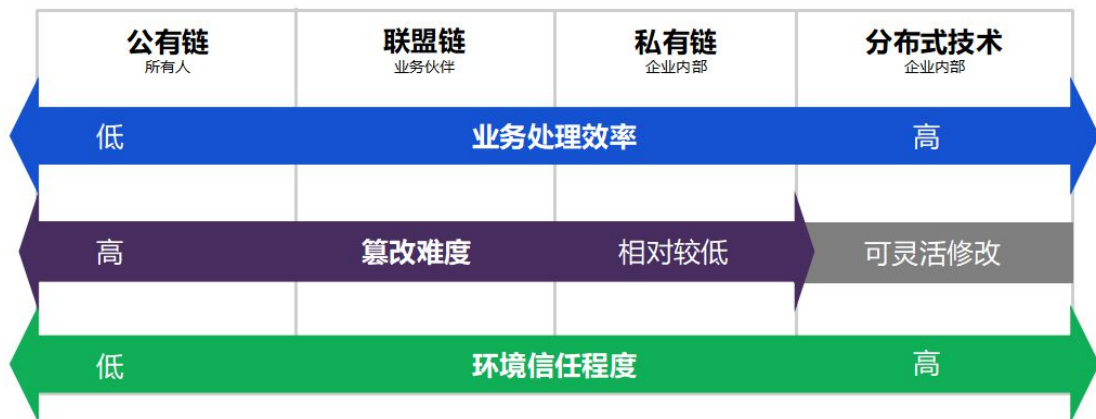 公有链 联盟链 私有链 分布式技术
所有人 业务伙伴 企业内部 企业内部
低 业务处理效率 高
高 篡改难度 相对较低 可灵活修改
低 环境信任程度 高